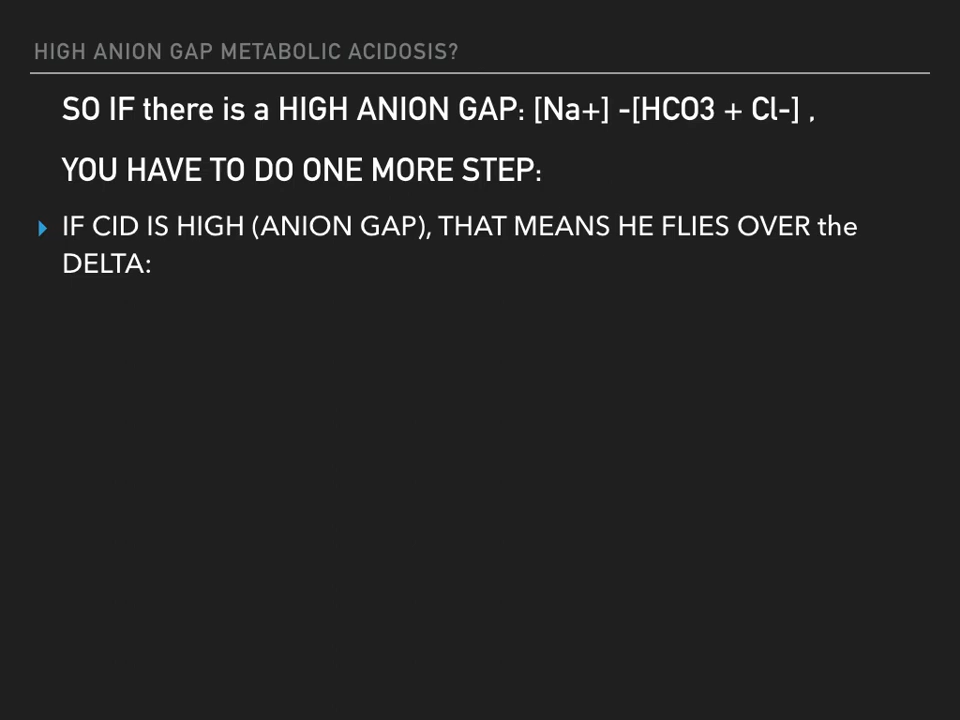 HIGH ANION GAP METABOLIC ACIDOSIS?
SO IF there is a HIGH ANION GAP: [Na+] -[HCO3 + Cl-] ,
YOU HAVE TO DO ONE MORE STEP:
IF CID IS HIGH (ANION GAP), THAT MEANS HE FLIES OVER the
DELTA: